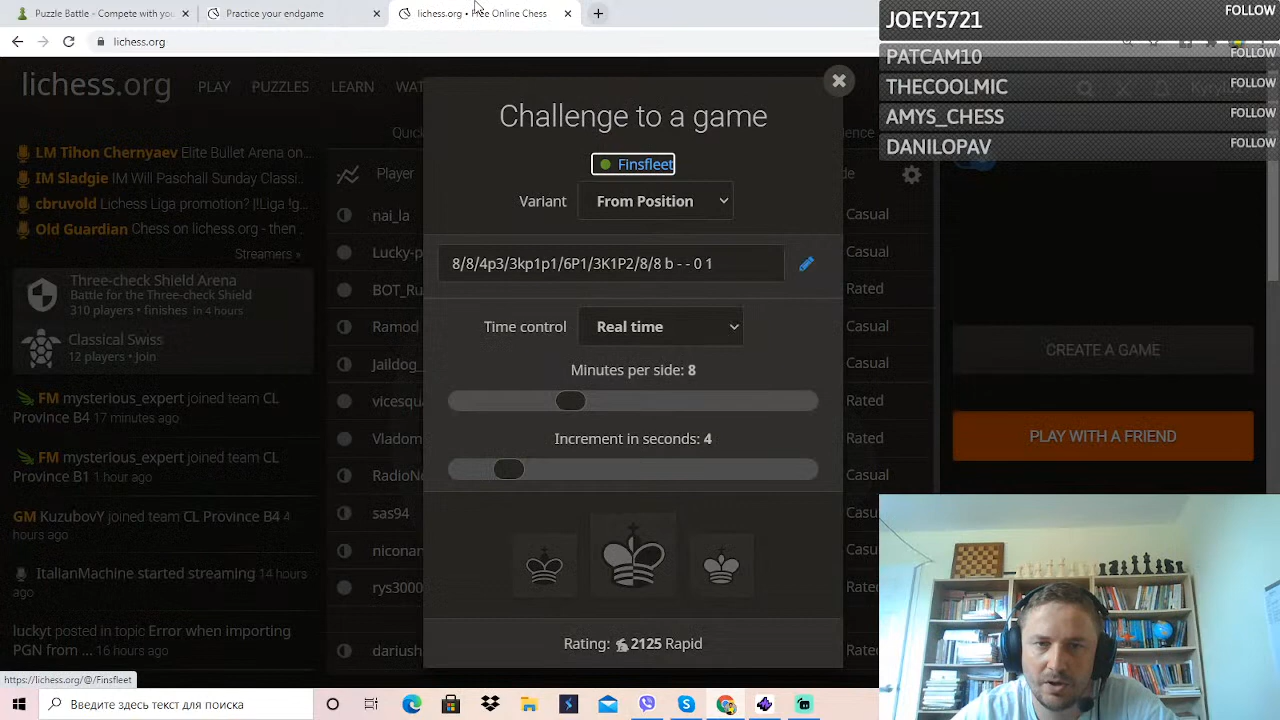 Puzzle Battle - Compete with you
Practice your endgame
lichess.org • Free Online Chess
lichess.org
JOEY5721
FOLLOW
PATCAM10
FOLLOW
THECOOLMIC
FOLLOW
AMYS_CHESS
FOLLOW
DANILOPAV
FOLLOW
lichess.org
PLAY
PUZZLES
LEARN
LM Tihon Chernyaev Elite Bullet Arena on...
IM Sladgie IM Will Paschall Sunday Classi...
cbruvold Lichess Liga promotion? |!Liga !g...
Old Guardian Chess on lichess.org - then ...
Streamers »
Three-check Shield Arena
Battle for the Three-check Shield
310 players • finishes in 4 hours
Classical Swiss
12 players • Join
FM mysterious_expert joined team CL
Province B4 17 minutes ago
FM mysterious_expert joined team CL
Province B1 1 hour ago
GM KuzubovY joined team CL Province B4 4
hours ago
ItalianMachine started streaming 14 hours
ago
luckyt posted in topic Error when importing
PGN from ... 16 hours ago
Player
nai_la
Casual
Lucky-p
Casual
BOT_Ru
Rated
Ramod
Casual
Jaildog_
Casual
vicesqua
Rated
Vladom
Casual
RadioNo
Casual
sas94
Casual
niconan
Rated
rys3000
Rated
dariush
Rated
Challenge to a game
Finsfleet
Variant
From Position
8/8/4p3/3kp1p1/6P1/3K1P2/8/8 b - - 0 1
Time control
Real time
Minutes per side: 8
Increment in seconds: 4
Rating: 2125 Rapid
CREATE A GAME
PLAY WITH A FRIEND
https://lichess.org/@/Finsfleet
Введите здесь текст для поиска